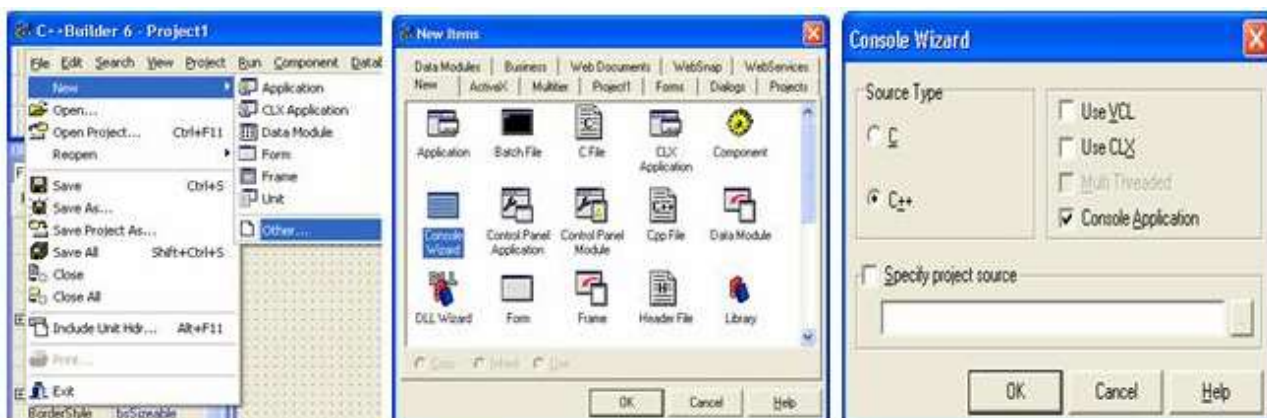 C++Builder 6 - Project1
File Edit Search View Project Run Component Datab
New
Open...
Open Project... Ctrl+F11
Reopen
Save Ctrl+S
Save As...
Save Project As...
Save All Shift+Ctrl+S
Close
Close All
Include Unit Hdr... Alt+F11
Print...
Exit
BorderStyle bsSizeable
Application
CLX Application
Data Module
Form
Frame
Unit
Other...
New Items
Data Modules Business Web Documents WebSnap WebServices
New ActiveX Multitier Project1 Forms Dialogs Projects
Application Batch File C File CLX Application Component
Console Wizard Control Panel Application Control Panel Module Cpp File Data Module
DLL Wizard Form Frame Header File Library
Copy Inherit Use
OK Cancel Help
Console Wizard
Source Type
C
C++
Use VCL
Use CLX
Multi Threaded
Console Application
Specify project source
OK Cancel Help